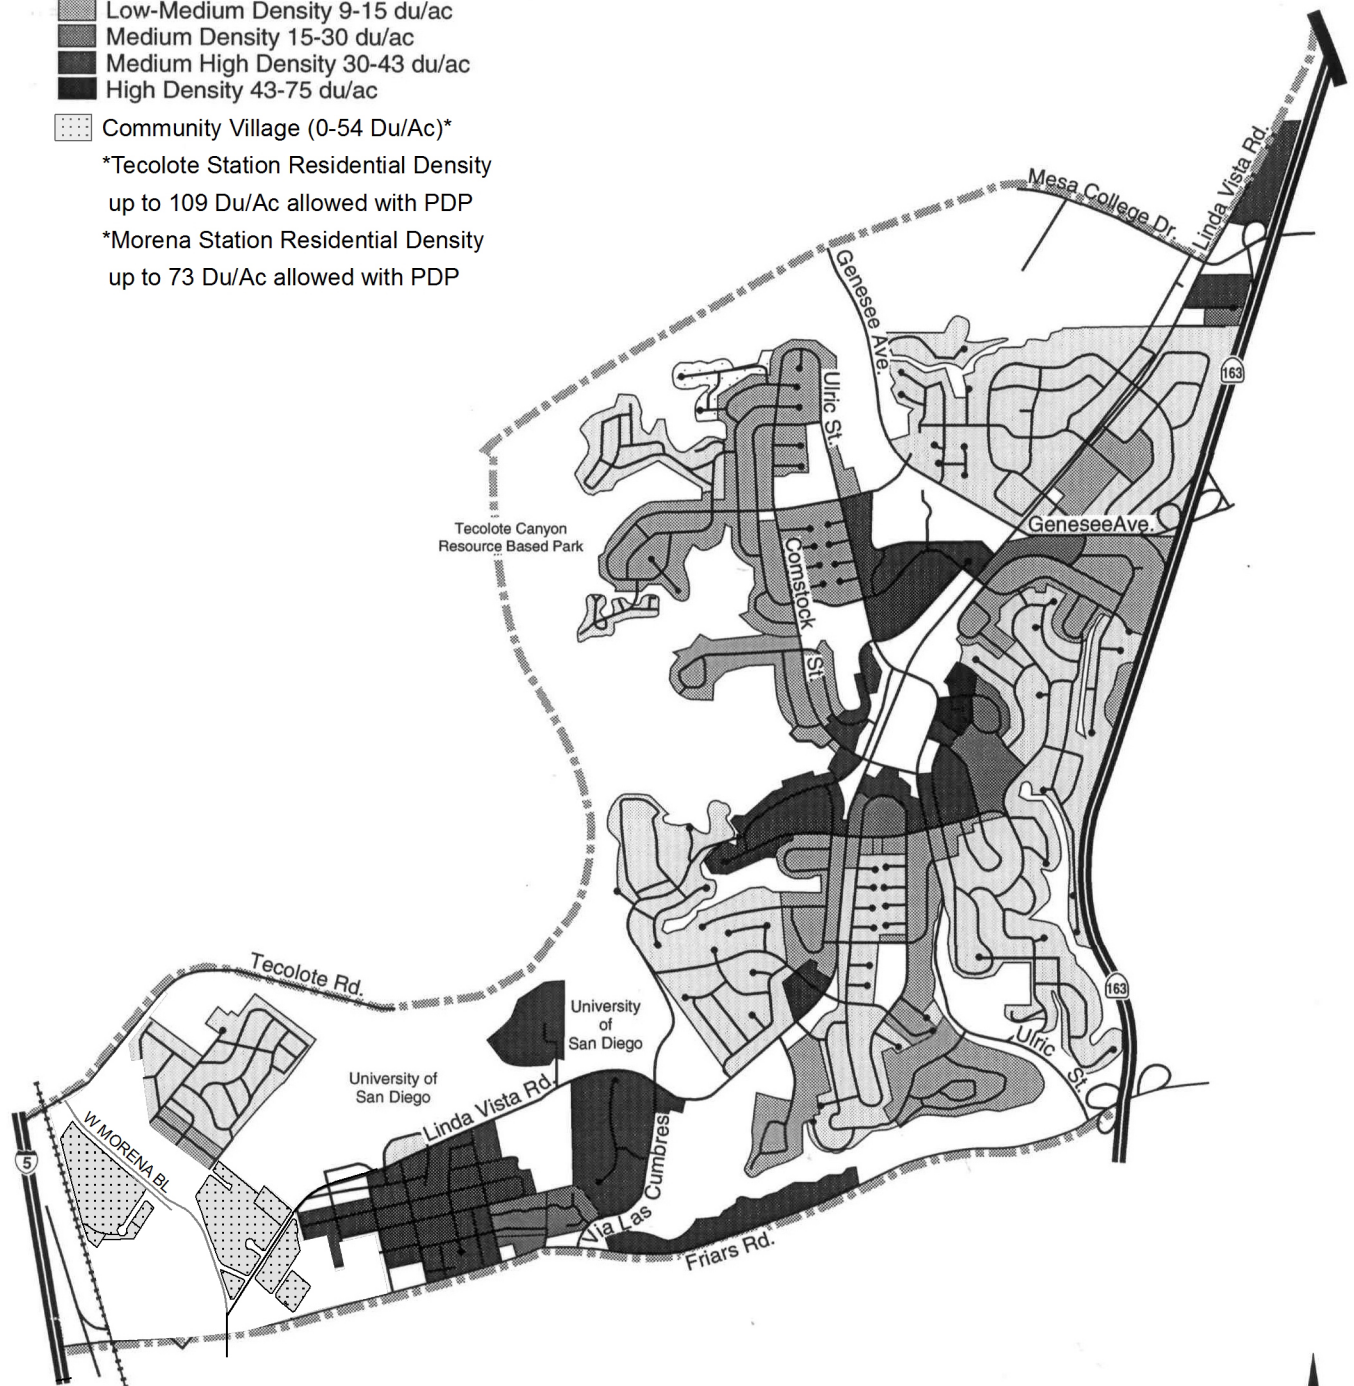 Low-Medium Density 9-15 du/ac
Medium Density 15-30 du/ac
Medium High Density 30-43 du/ac
High Density 43-75 du/ac
Community Village (0-54 Du/Ac)*
*Tecolote Station Residential Density
up to 109 Du/Ac allowed with PDP
*Morena Station Residential Density
up to 73 Du/Ac allowed with PDP
Mesa College Dr.
Linda Vista Rd.
Genesee Ave.
163
Ulric St.
Tecolote Canyon
Resource Based Park
GeneseeAve.
Comstock
St.
Tecolote Rd.
163
University
of
San Diego
University of
San Diego
Ulric
St.
Linda Vista Rd.
W MORENA Bl
5
Cumbres
Via Las
Friars Rd.